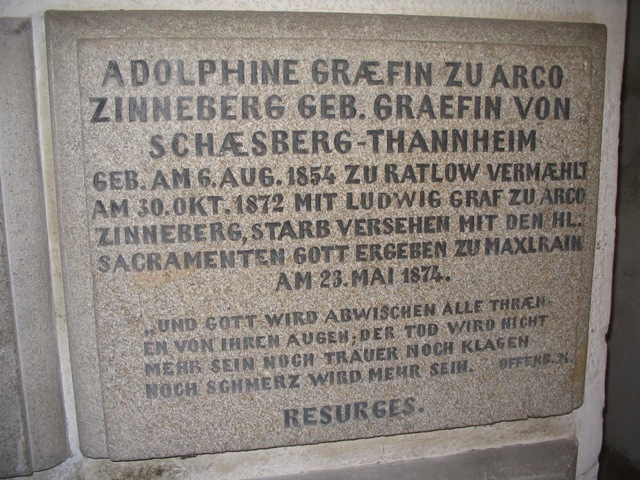 ADOLPHINE GRÆFIN ZU ARCO
ZINNEBERG GEB. GRAEFIN VON
SCHÆSBERG-THANNHEIM
GEB. AM 6. AUG. 1854 ZU RATLOW VERMÆHLT
AM 30. OKT. 1872 MIT LUDWIG GRAF ZU ARCO
ZINNEBERG, STARB VERSEHEN MIT DEN HL.
SACRAMENTEN GOTT ERGEBEN ZU MAXLRAIN
AM 23. MAI 1874.
„UND GOTT WIRD ABWISCHEN ALLE THRÆN-
EN VON IHREN AUGEN; DER TOD WIRD NICHT
MEHR SEIN NOCH TRAUER NOCH KLAGEN
NOCH SCHMERZ WIRD MEHR SEIN. OFFENB.
RESURGES.